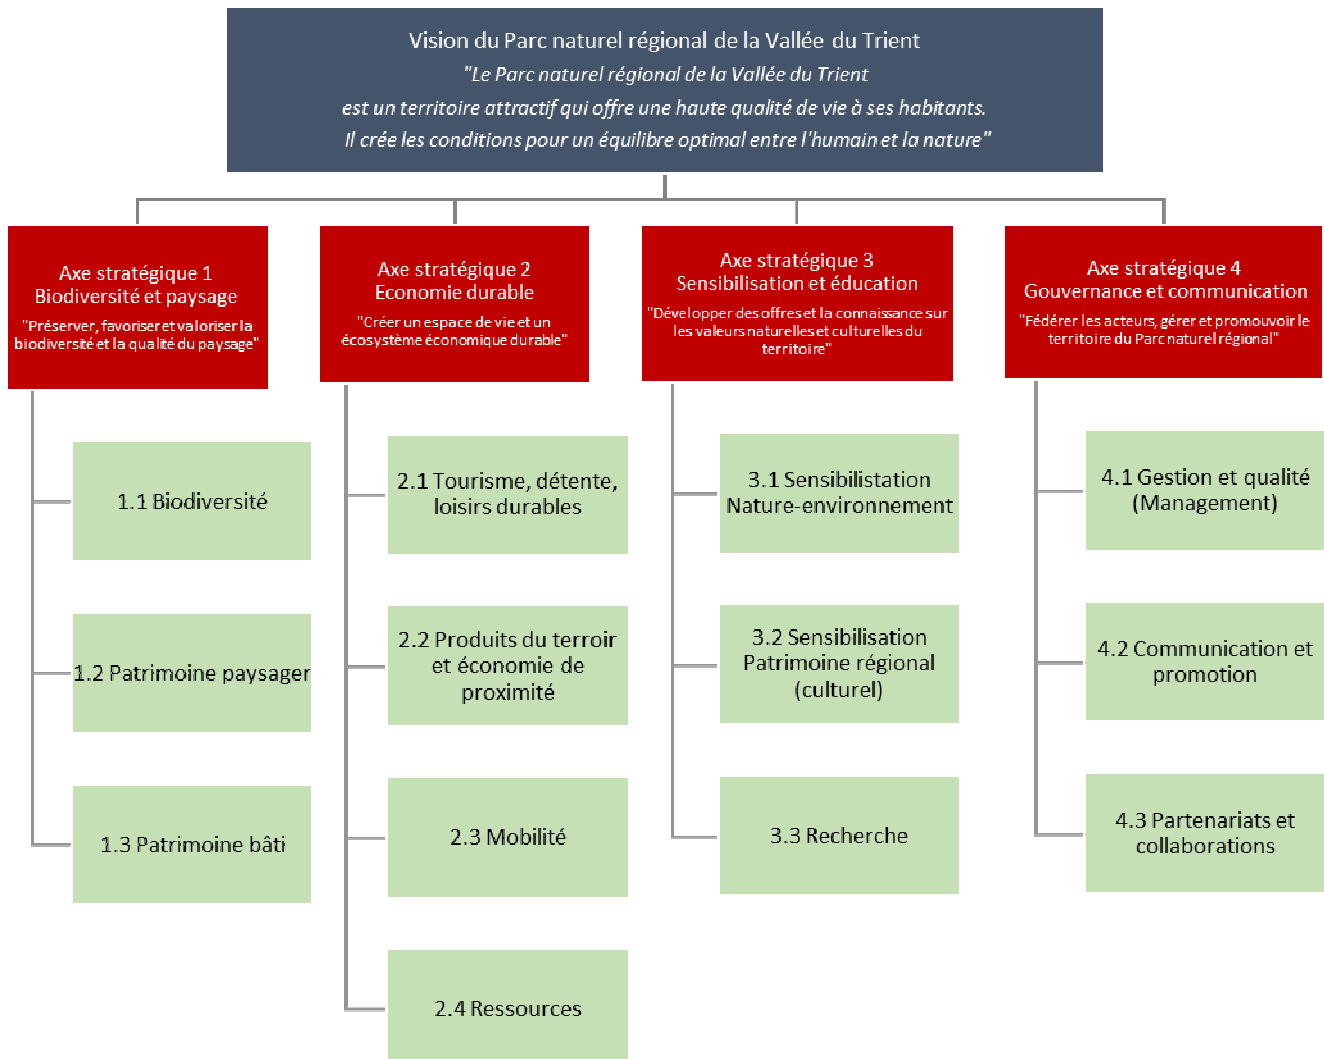 Vision du Parc naturel régional de la Vallée du Trient
"Le Parc naturel régional de la Vallée du Trient
est un territoire attractif qui offre une haute qualité de vie à ses habitants.
Il crée les conditions pour un équilibre optimal entre l'humain et la nature"
Axe stratégique 1
Biodiversité et paysage
"Préserver, favoriser et valoriser la
biodiversité et la qualité du paysage"
1.1 Biodiversité
1.2 Patrimoine paysager
1.3 Patrimoine bâti
Axe stratégique 2
Economie durable
"Créer un espace de vie et un
écosystème économique durable"
2.1 Tourisme, détente,
loisirs durables
2.2 Produits du terroir
et économie de
proximité
2.3 Mobilité
2.4 Ressources
Axe stratégique 3
Sensibilisation et éducation
"Développer des offres et la connaissance sur
les valeurs naturelles et culturelles du
territoire"
3.1 Sensibilistation
Nature-environnement
3.2 Sensibilisation
Patrimoine régional
(culturel)
3.3 Recherche
Axe stratégique 4
Gouvernance et communication
"Fédérer les acteurs, gérer et promouvoir le
territoire du Parc naturel régional"
4.1 Gestion et qualité
(Management)
4.2 Communication et
promotion
4.3 Partenariats et
collaborations